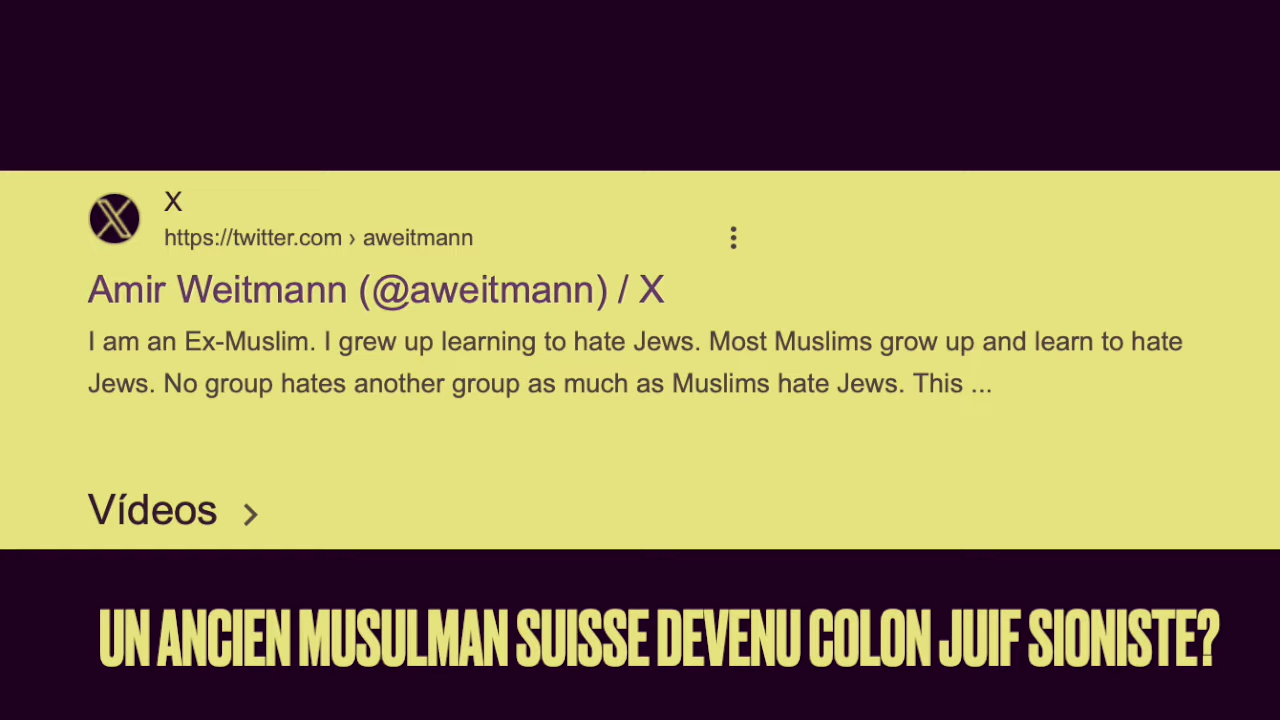 X
https://twitter.com › aweitmann
Amir Weitmann (@aweitmann) / X
I am an Ex-Muslim. I grew up learning to hate Jews. Most Muslims grow up and learn to hate
Jews. No group hates another group as much as Muslims hate Jews. This ...
Vídeos
UN ANCIEN MUSULMAN SUISSE DEVENU COLON JUIF SIONISTE?